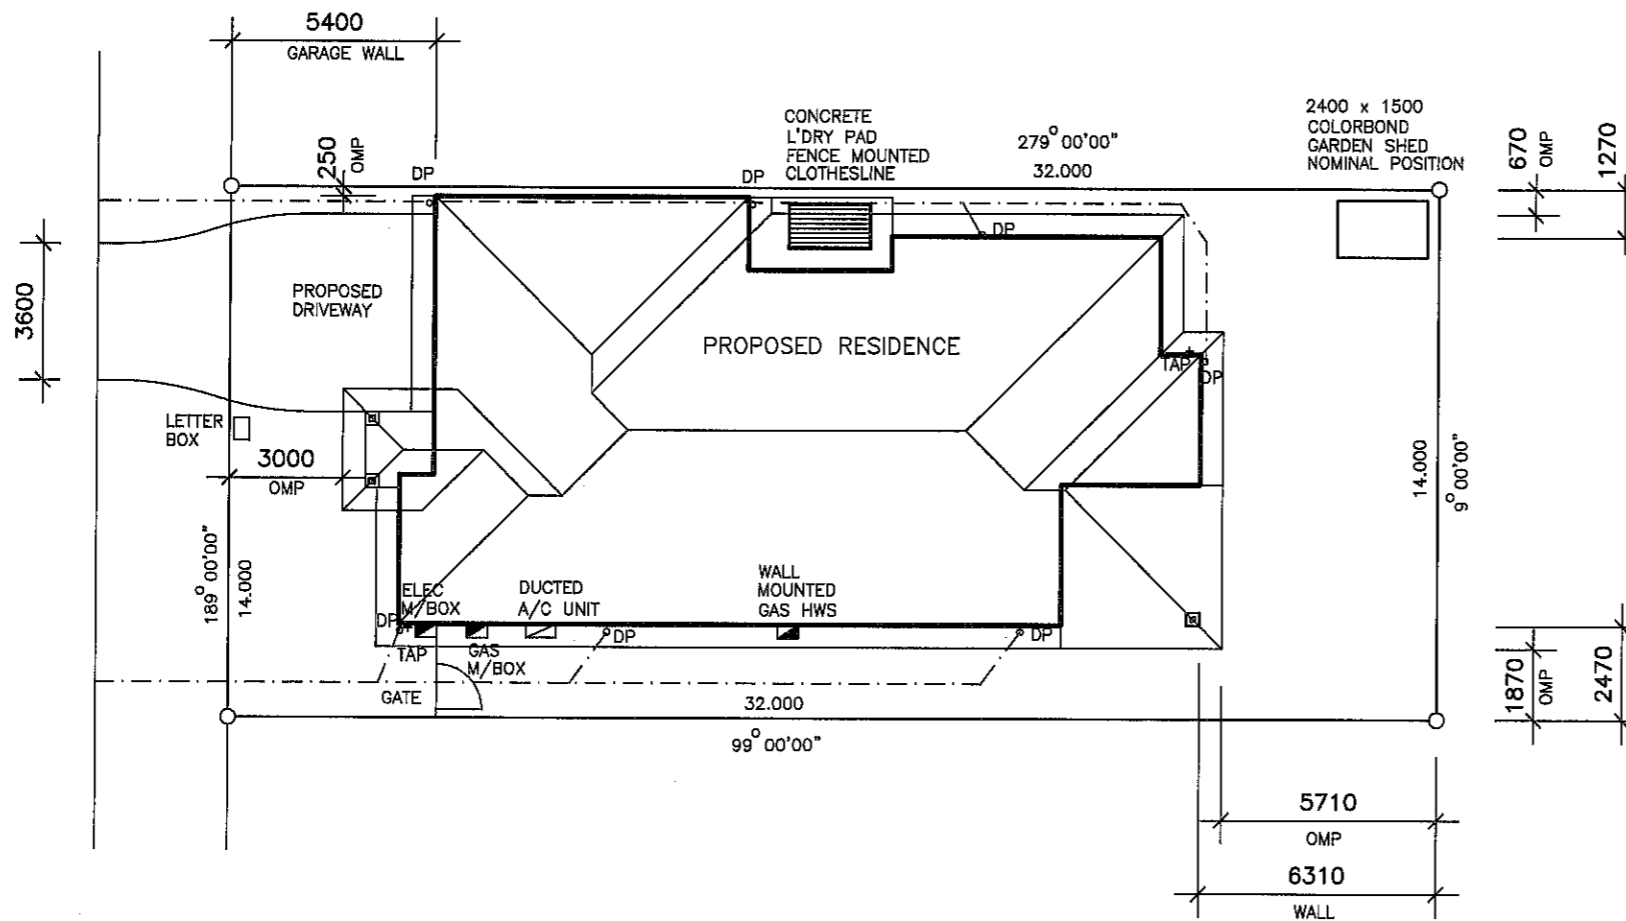 5400
GARAGE WALL
250
OMP
DP
DP
CONCRETE
L'DRY PAD
FENCE MOUNTED
CLOTHESLINE
279° 00'00"
32.000
2400 x 1500
COLORBOND
GARDEN SHED
NOMINAL POSITION
670
OMP
1270
DP
3600
PROPOSED
DRIVEWAY
PROPOSED RESIDENCE
TAP
DP
LETTER
BOX
3000
OMP
14.000
9° 00'00"
189° 00'00"
14.000
ELEC
M/BOX
DUCTED
A/C UNIT
WALL
MOUNTED
GAS HWS
DP
TAP
GAS
M/BOX
DP
DP
GATE
32.000
99° 00'00"
1870
OMP
2470
5710
OMP
6310
WALL